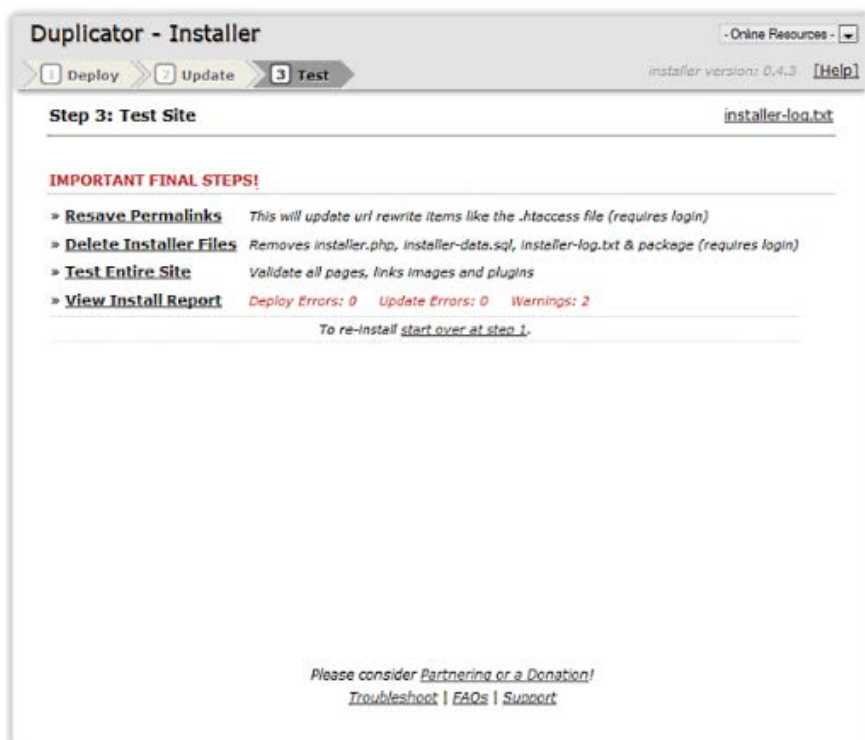 Duplicator - Installer
- Online Resources -
1 Deploy 2 Update 3 Test
installer version: 0.4.3 [Help]
Step 3: Test Site
installer-log.txt
IMPORTANT FINAL STEPS!
» Resave Permalinks This will update url rewrite items like the .htaccess file (requires login)
» Delete Installer Files Removes installer.php, installer-data.sql, installer-log.txt & package (requires login)
» Test Entire Site Validate all pages, links images and plugins
» View Install Report Deploy Errors: 0 Update Errors: 0 Warnings: 2
To re-install start over at step 1.
Please consider Partnering or a Donation!
Troubleshoot | FAQs | Support